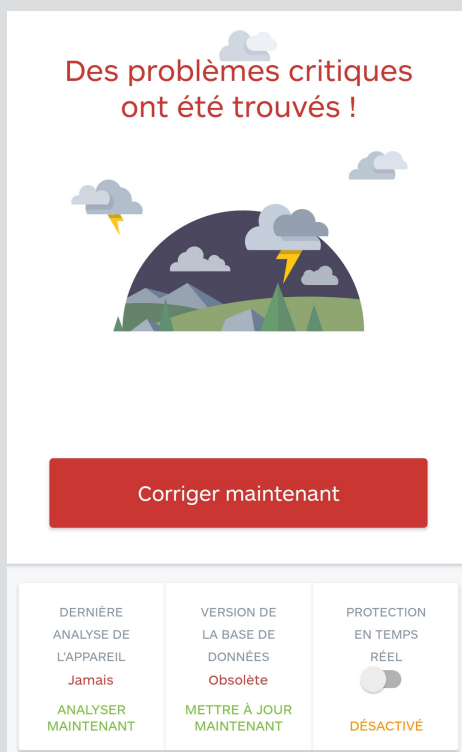 Des problèmes critiques
ont été trouvés !
Corriger maintenant
DERNIÈRE
ANALYSE DE
L'APPAREIL
Jamais
ANALYSER
MAINTENANT
VERSION DE
LA BASE DE
DONNÉES
Obsolète
METTRE À JOUR
MAINTENANT
PROTECTION
EN TEMPS
RÉEL
DÉSACTIVÉ